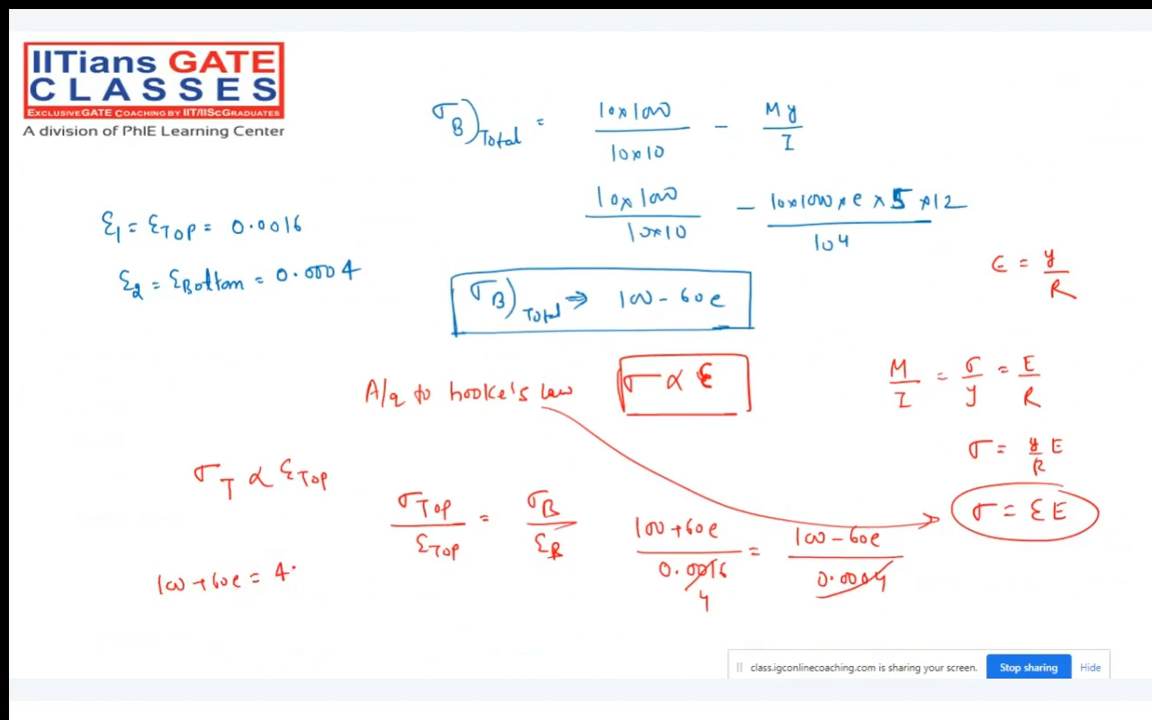 IITians GATE
CLASSES
EXCLUSIVE GATE COACHING BY IIT/IISc GRADUATES
A division of PhIE Learning Center
σB)Total = 10×1000/10×10 - My/I
10×1000/10×10 - 10×1000×e×5×12/10^4
ε1 = εTOP = 0.0016
ε2 = εBottom = 0.0004
σB)Total ⇒ 100 - 60e
ε = y/R
A/q to hooke's law σ ∝ ε
M/I = σ/y = E/R
σ = y/R E
σ = εE
σT ∝ εTop
σTop/εTop = σB/εB
100+60e/0.0016 = 100-60e/0.0004
4
100+60e = 4.
class.igconlinecoaching.com is sharing your screen.
Stop sharing
Hide